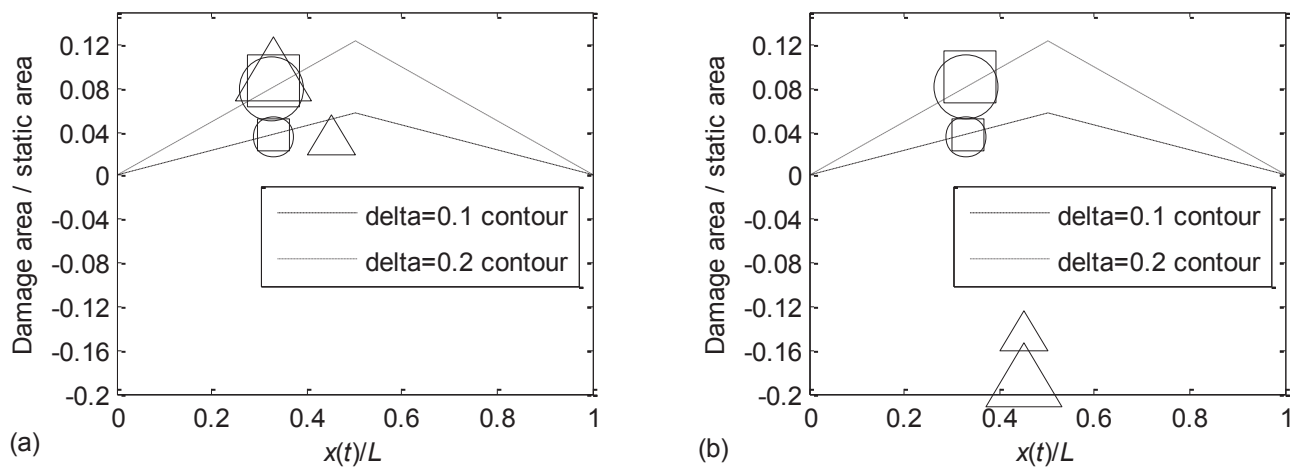 Damage area / static area
0.12
0.08
0.04
0
-0.04
-0.08
-0.12
-0.16
-0.2
delta=0.1 contour
delta=0.2 contour
0 0.2 0.4 0.6 0.8 1
x(t)/L
(a)
Damage area / static area
0.12
0.08
0.04
0
-0.04
-0.08
-0.12
-0.16
-0.2
delta=0.1 contour
delta=0.2 contour
0 0.2 0.4 0.6 0.8 1
x(t)/L
(b)